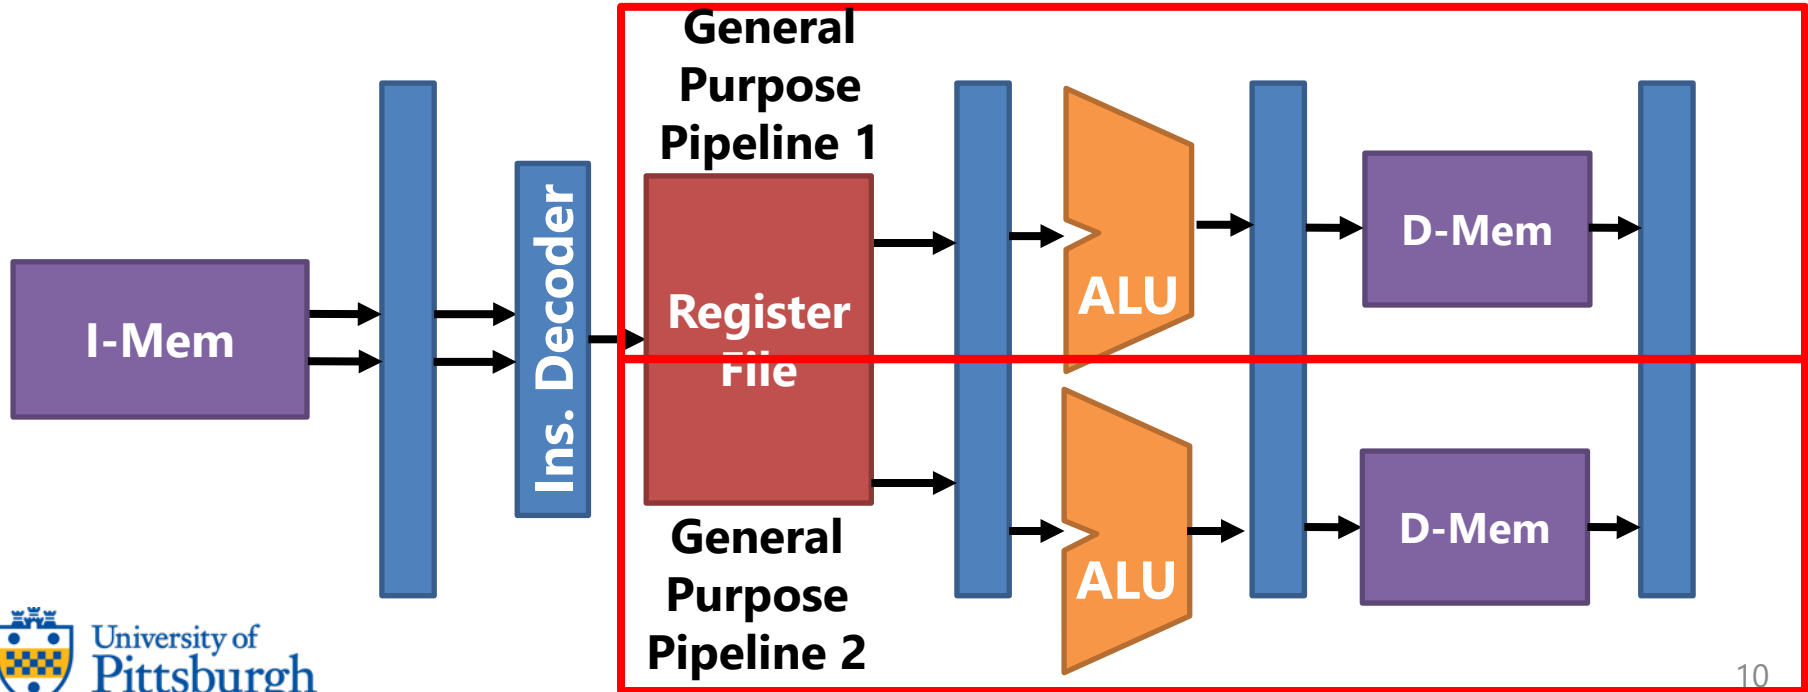 General
Purpose
Pipeline 1
I-Mem
Ins. Decoder
Register
File
ALU
D-Mem
ALU
D-Mem
General
Purpose
Pipeline 2
University of
Pittsburgh
10